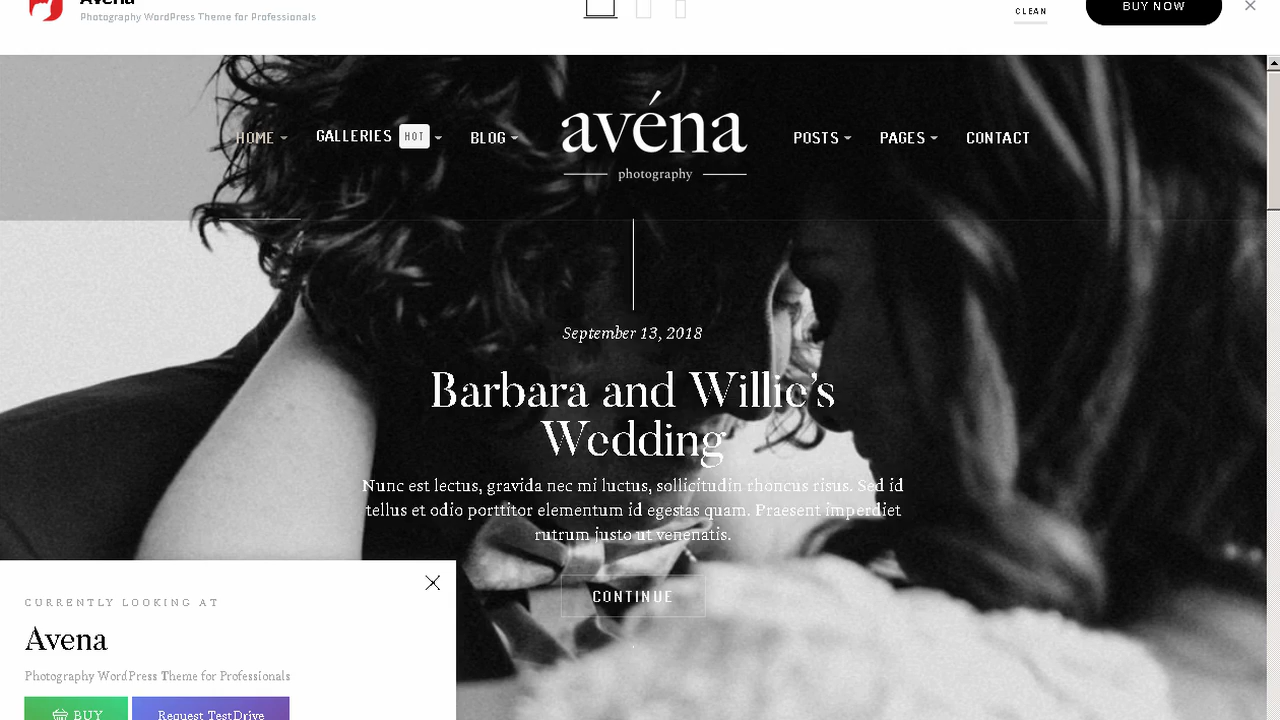 Avena
Photography WordPress Theme for Professionals
CLEAN
BUY NOW
HOME
GALLERIES HOT
BLOG
avéna
photography
POSTS
PAGES
CONTACT
September 13, 2018
Barbara and Willie's
Wedding
Nunc est lectus, gravida nec mi luctus, sollicitudin rhoncus risus. Sed id
tellus et odio porttitor elementum id egestas quam. Praesent imperdiet
rutrum justo ut venenatis.
CONTINUE
CURRENTLY LOOKING AT
Avena
Photography WordPress Theme for Professionals
BUY
Request TestDrive